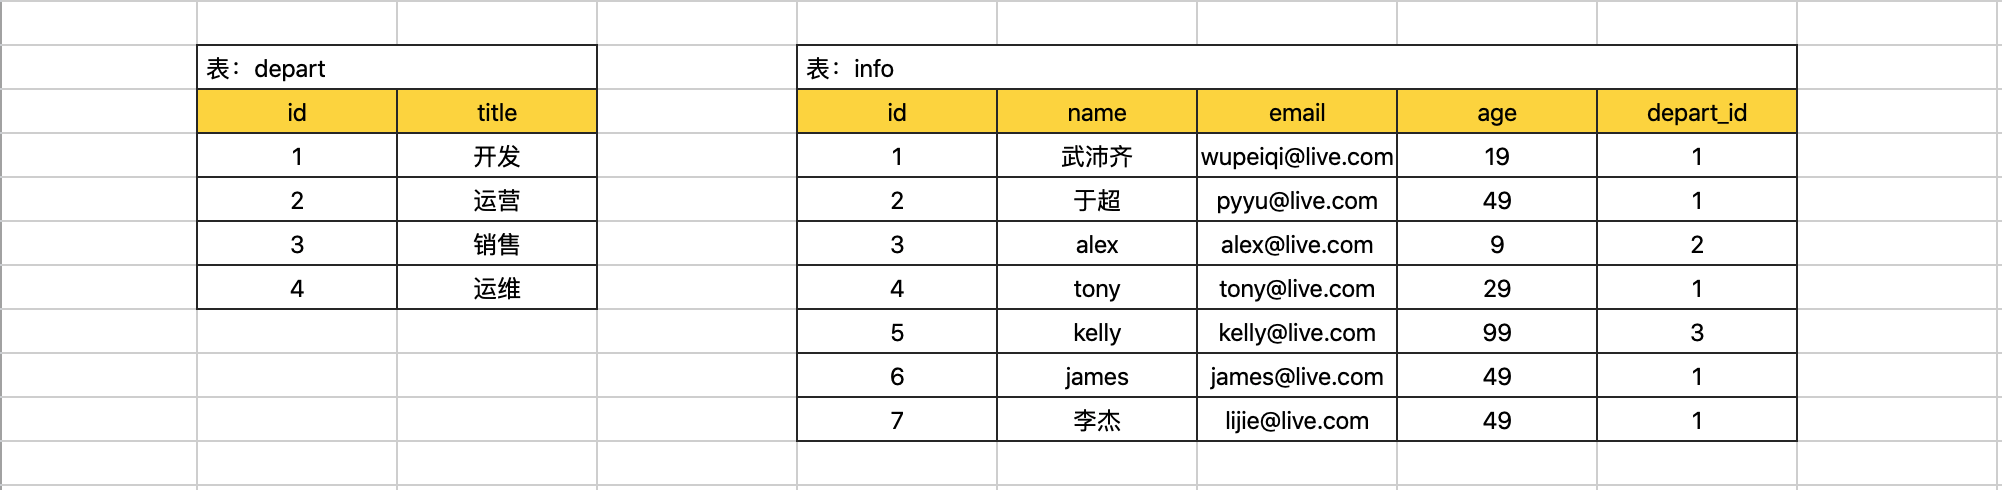 表：depart
id title
1 开发
2 运营
3 销售
4 运维
表：info
id name email age depart_id
1 武沛齐 wupeiqi@live.com 19 1
2 于超 pyyu@live.com 49 1
3 alex alex@live.com 9 2
4 tony tony@live.com 29 1
5 kelly kelly@live.com 99 3
6 james james@live.com 49 1
7 李杰 lijie@live.com 49 1